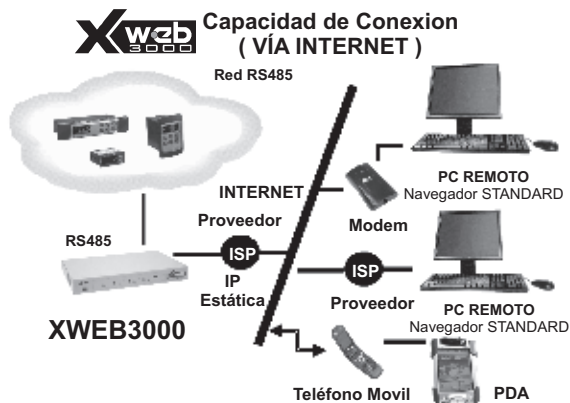 Xweb
3000
Capacidad de Conexion
( VÍA INTERNET )
Red RS485
INTERNET
PC REMOTO
Navegador STANDARD
Modem
Proveedor
RS485
ISP
IP
Estática
ISP
Proveedor
PC REMOTO
Navegador STANDARD
XWEB3000
Teléfono Movil
PDA